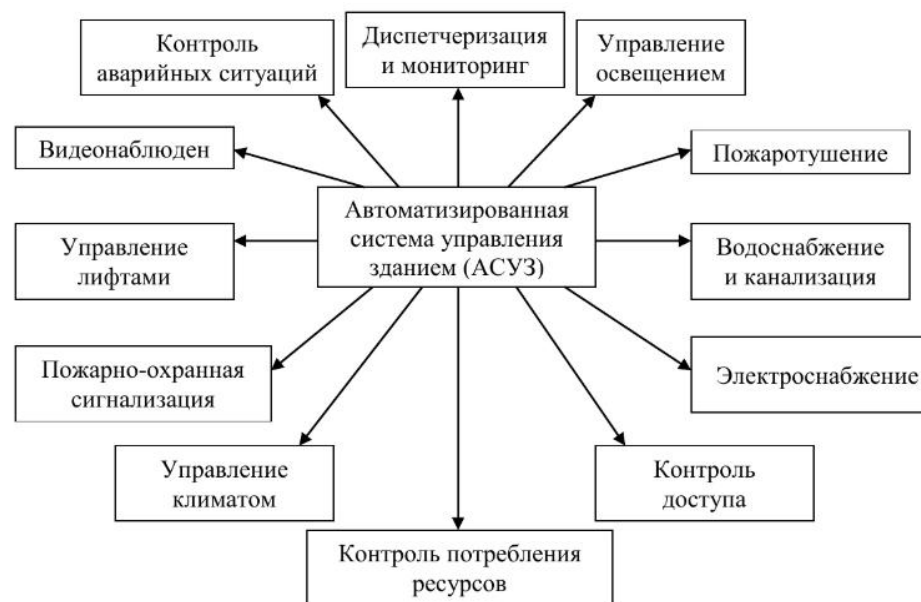 Контроль
аварийных ситуаций
Диспетчеризация
и мониторинг
Управление
освещением
Видеонаблюден
Пожаротушение
Автоматизированная
система управления
зданием (АСУЗ)
Управление
лифтами
Водоснабжение
и канализация
Пожарно-охранная
сигнализация
Электроснабжение
Управление
климатом
Контроль
доступа
Контроль потребления
ресурсов